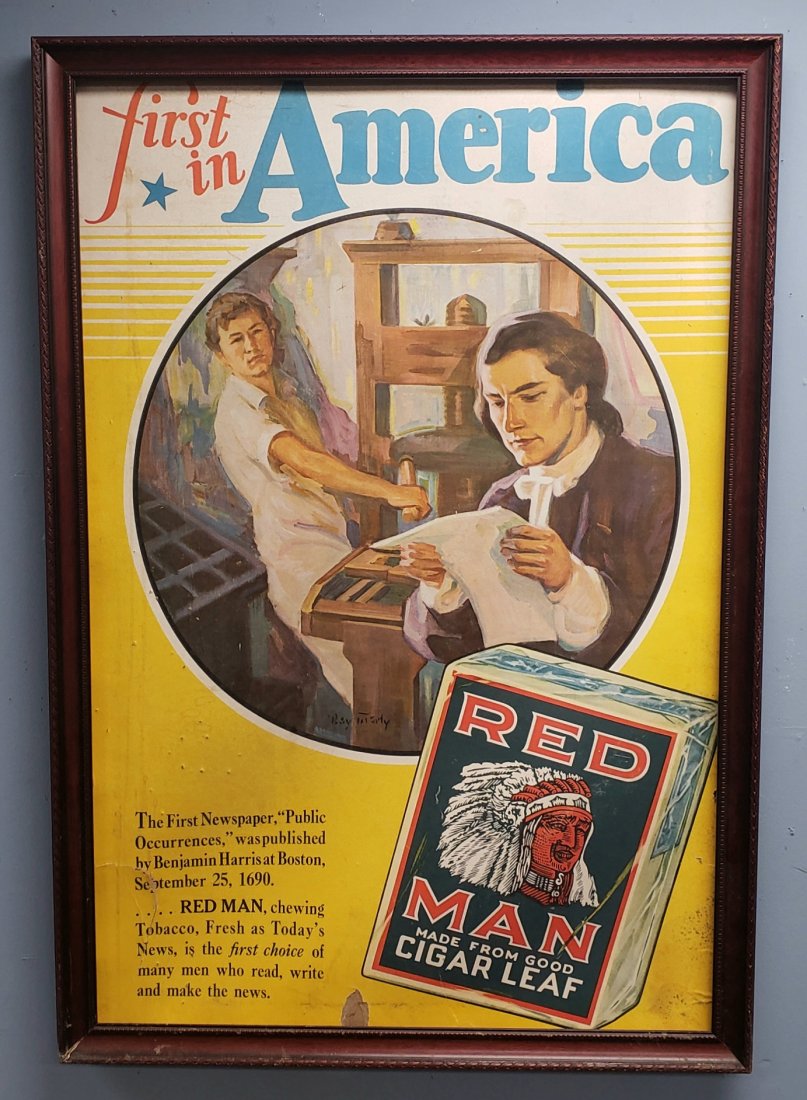 first
in America
Ray
The First Newspaper, "Public
Occurrences," was published
by Benjamin Harris at Boston,
September 25, 1690.
.... RED MAN, chewing
Tobacco, Fresh as Today's
News, is the first choice of
many men who read, write
and make the news.
RED
MAN
MADE FROM GOOD
CIGAR LEAF